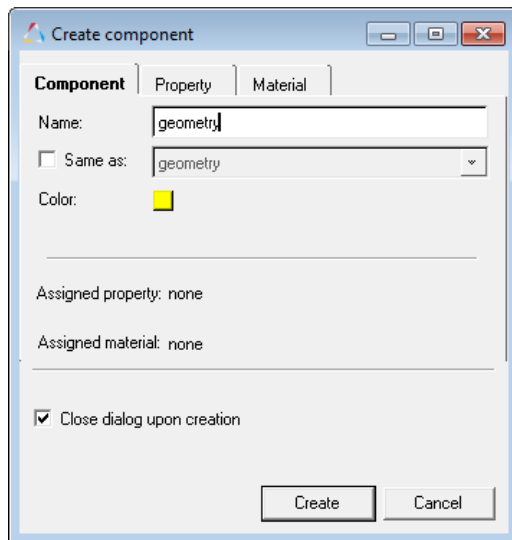 Create component
Component Property Material
Name: geometry
Same as: geometry
Color:
Assigned property: none
Assigned material: none
Close dialog upon creation
Create Cancel